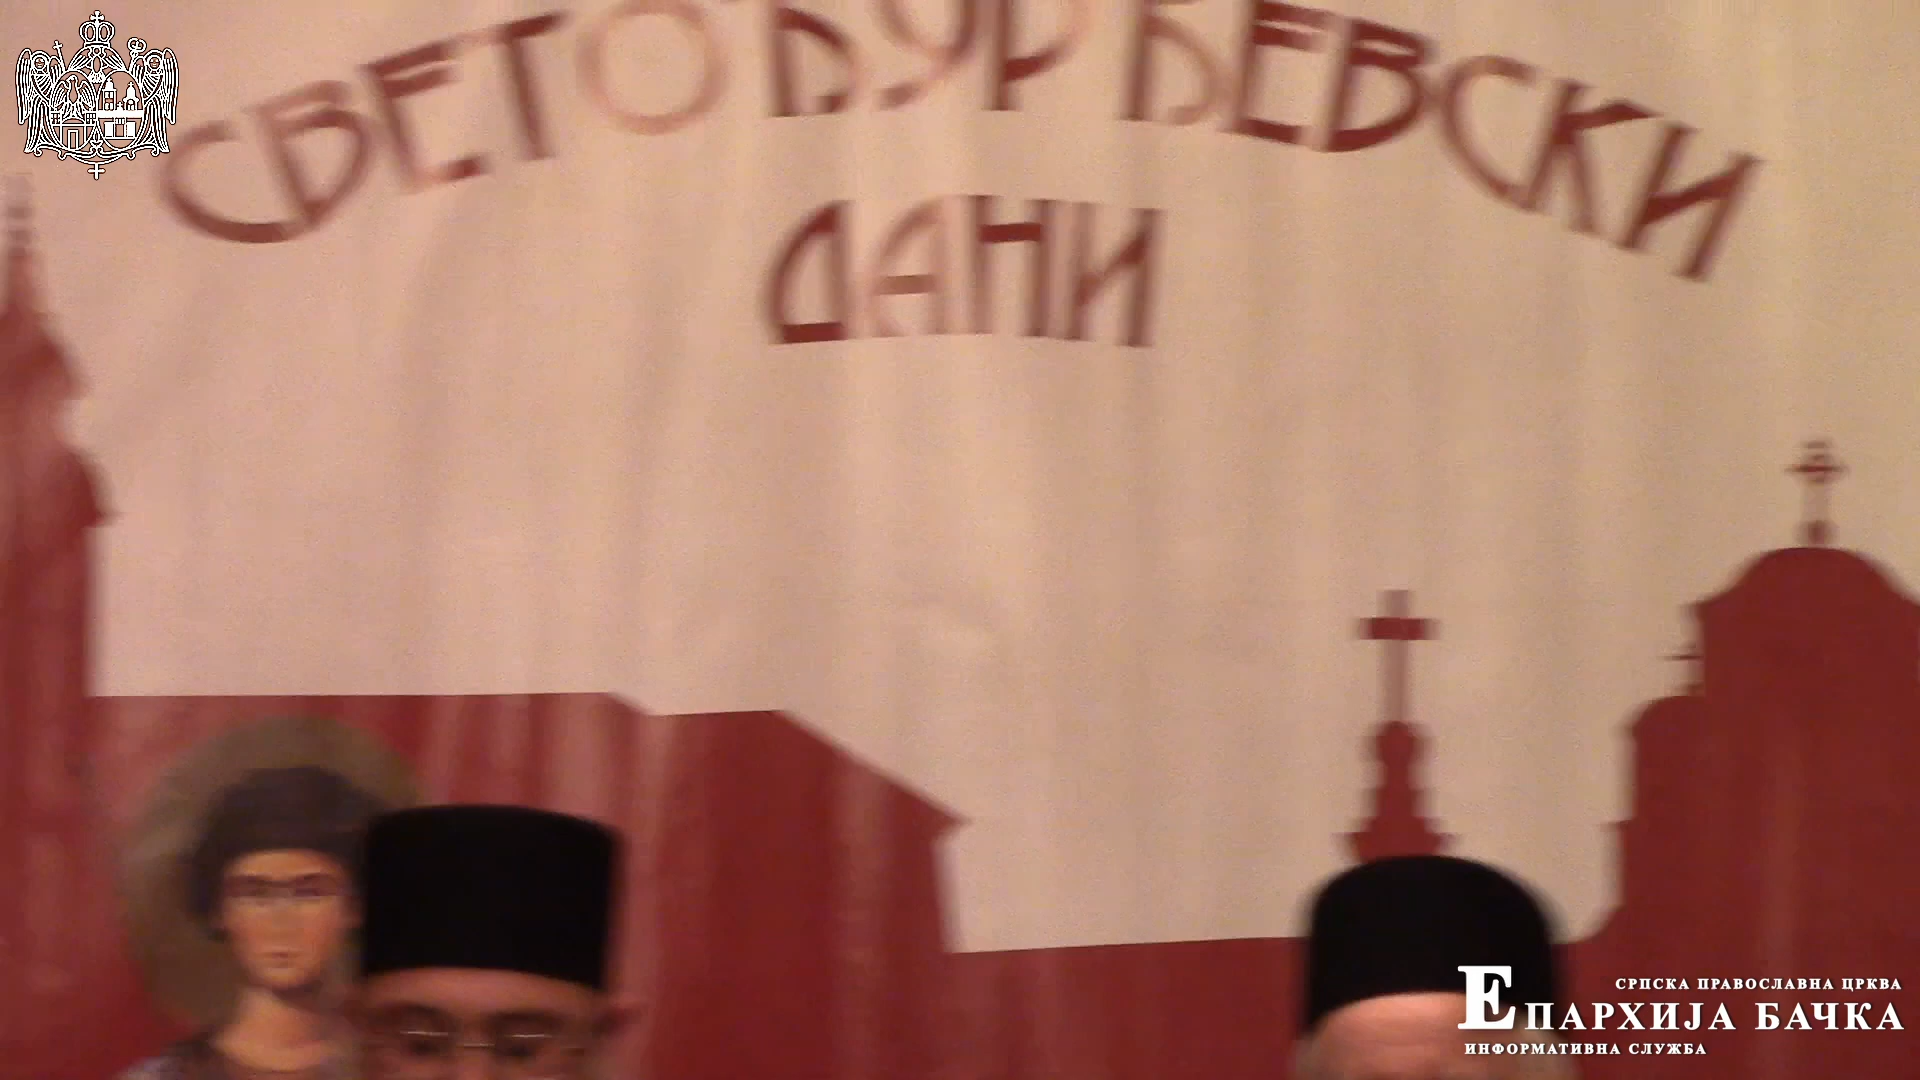 СВЕТОЂУРЂЕВСКИ
ДАНИ
СРПСКА ПРАВОСЛАВНА ЦРКВА
ЕПАРХИЈА БАЧКА
ИНФОРМАТИВНА СЛУЖБА